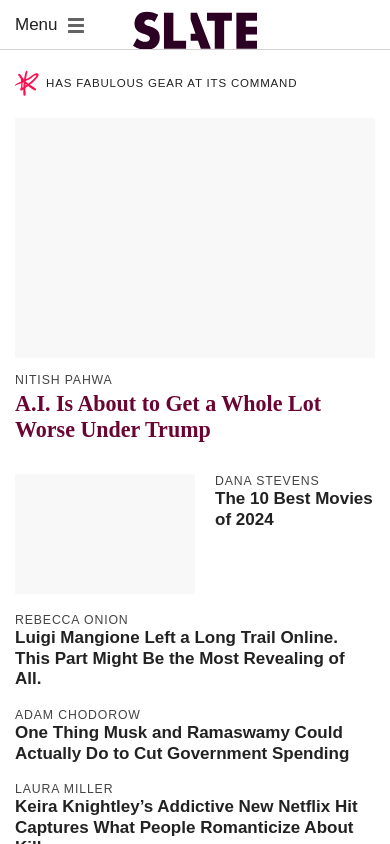 Menu
SLATE
HAS FABULOUS GEAR AT ITS COMMAND
NITISH PAHWA
A.I. Is About to Get a Whole Lot
Worse Under Trump
DANA STEVENS
The 10 Best Movies
of 2024
REBECCA ONION
Luigi Mangione Left a Long Trail Online.
This Part Might Be the Most Revealing of
All.
ADAM CHODOROW
One Thing Musk and Ramaswamy Could
Actually Do to Cut Government Spending
LAURA MILLER
Keira Knightley’s Addictive New Netflix Hit
Captures What People Romanticize About